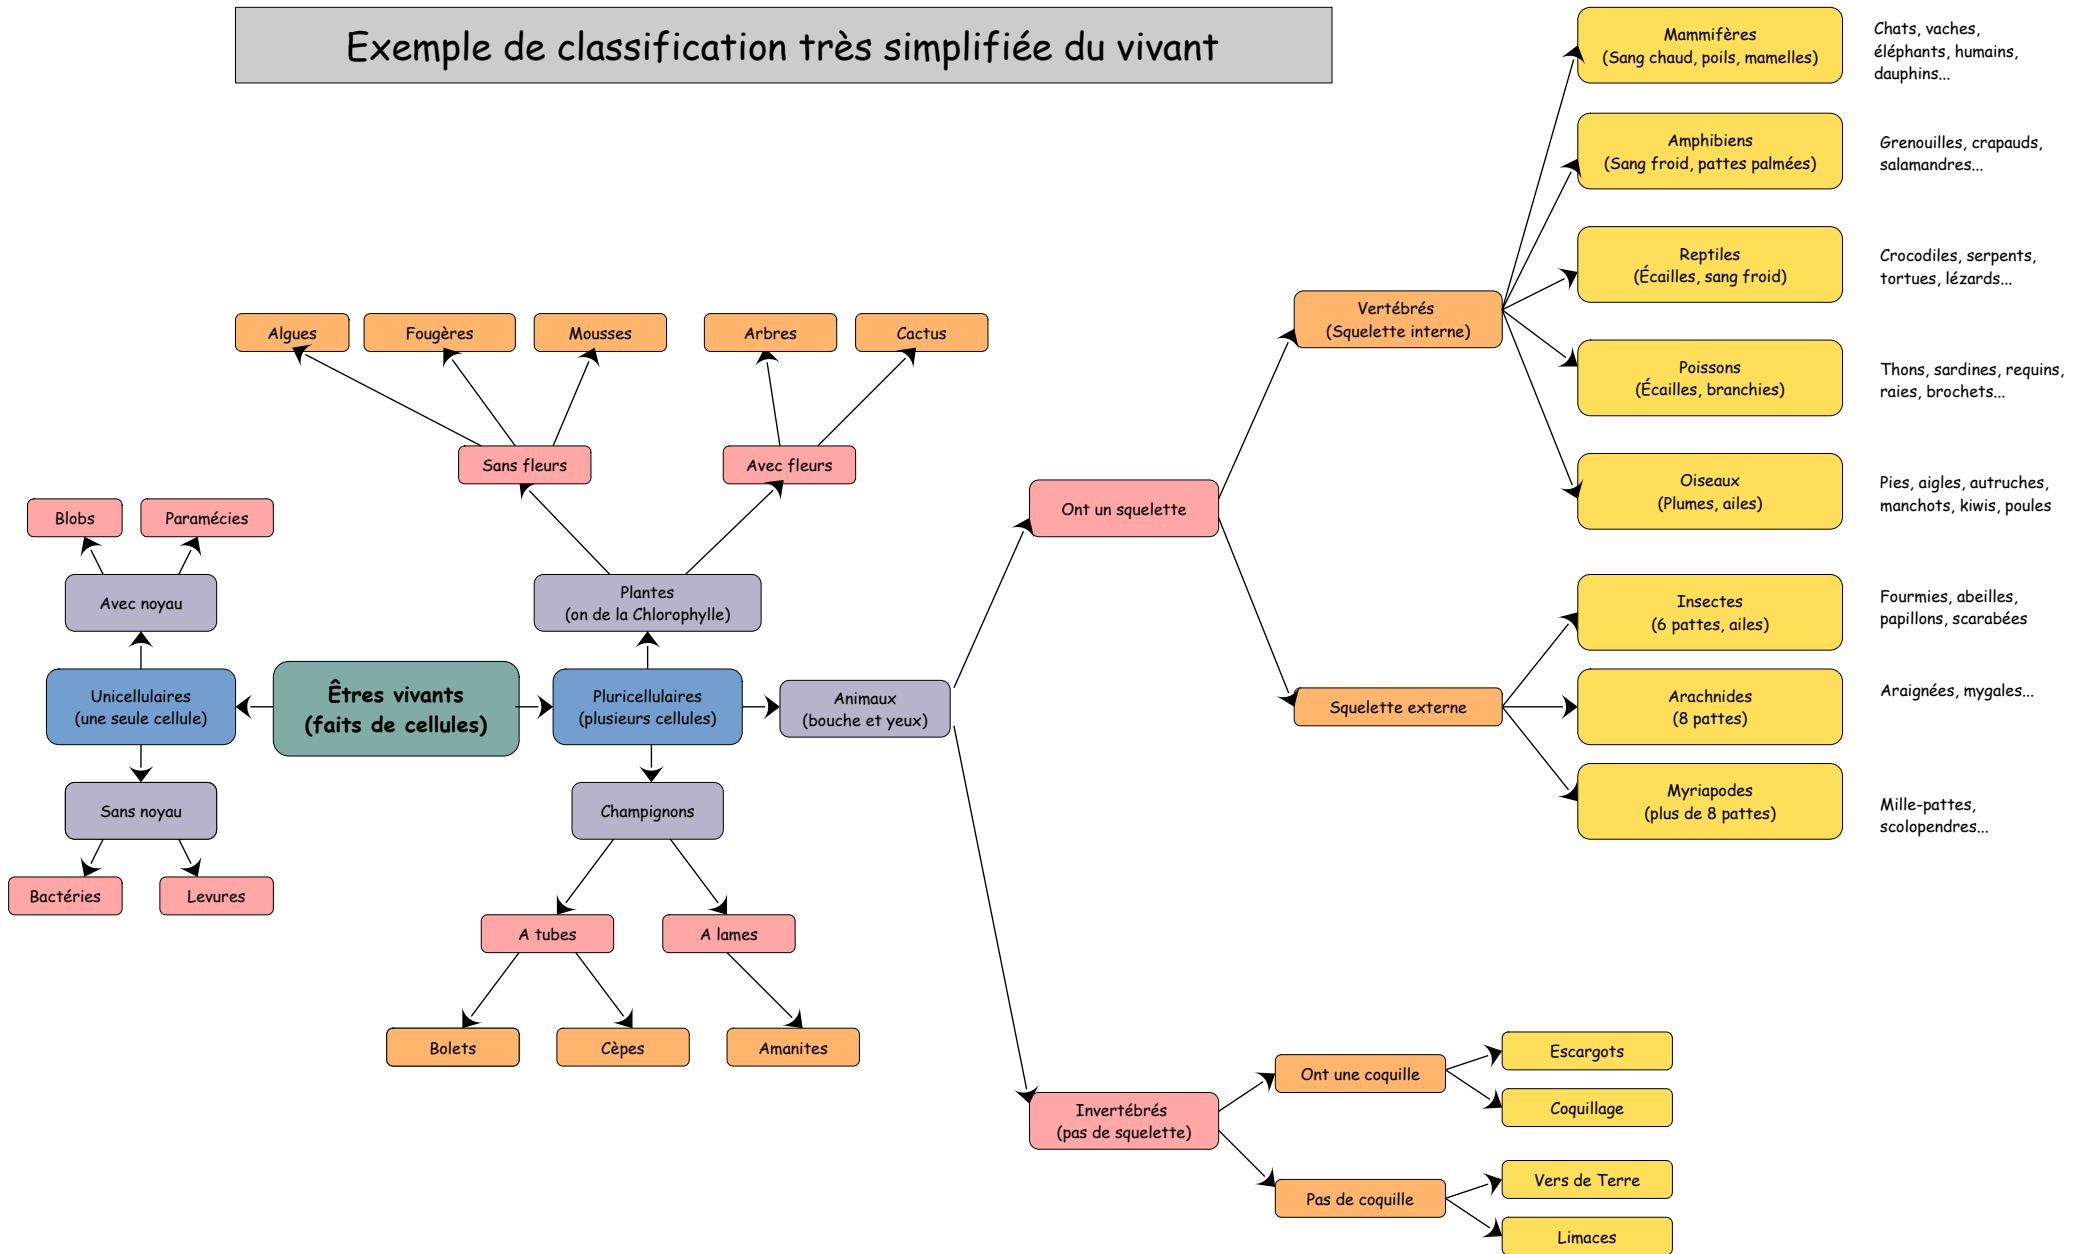 Exemple de classification très simplifiée du vivant
Mammifères
(Sang chaud, poils, mamelles)
Chats, vaches,
éléphants, humains,
dauphins...
Amphibiens
(Sang froid, pattes palmées)
Grenouilles, crapauds,
salamandres...
Reptiles
(Écailles, sang froid)
Crocodiles, serpents,
tortues, lézards...
Vertébrés
(Squelette interne)
Poissons
(Écailles, branchies)
Thons, sardines, requins,
raies, brochets...
Oiseaux
(Plumes, ailes)
Pies, aigles, autruches,
manchots, kiwis, poules
Algues
Fougères
Mousses
Arbres
Cactus
Sans fleurs
Avec fleurs
Ont un squelette
Blobs
Paramécies
Avec noyau
Plantes
(on de la Chlorophylle)
Insectes
(6 pattes, ailes)
Fourmies, abeilles,
papillons, scarabées
Unicellulaires
(une seule cellule)
Êtres vivants
(faits de cellules)
Pluricellulaires
(plusieurs cellules)
Animaux
(bouche et yeux)
Squelette externe
Arachnides
(8 pattes)
Araignées, mygales...
Myriapodes
(plus de 8 pattes)
Mille-pattes,
scolopendres...
Sans noyau
Champignons
Bactéries
Levures
A tubes
A lames
Bolets
Cèpes
Amanites
Invertébrés
(pas de squelette)
Ont une coquille
Escargots
Coquillage
Pas de coquille
Vers de Terre
Limaces